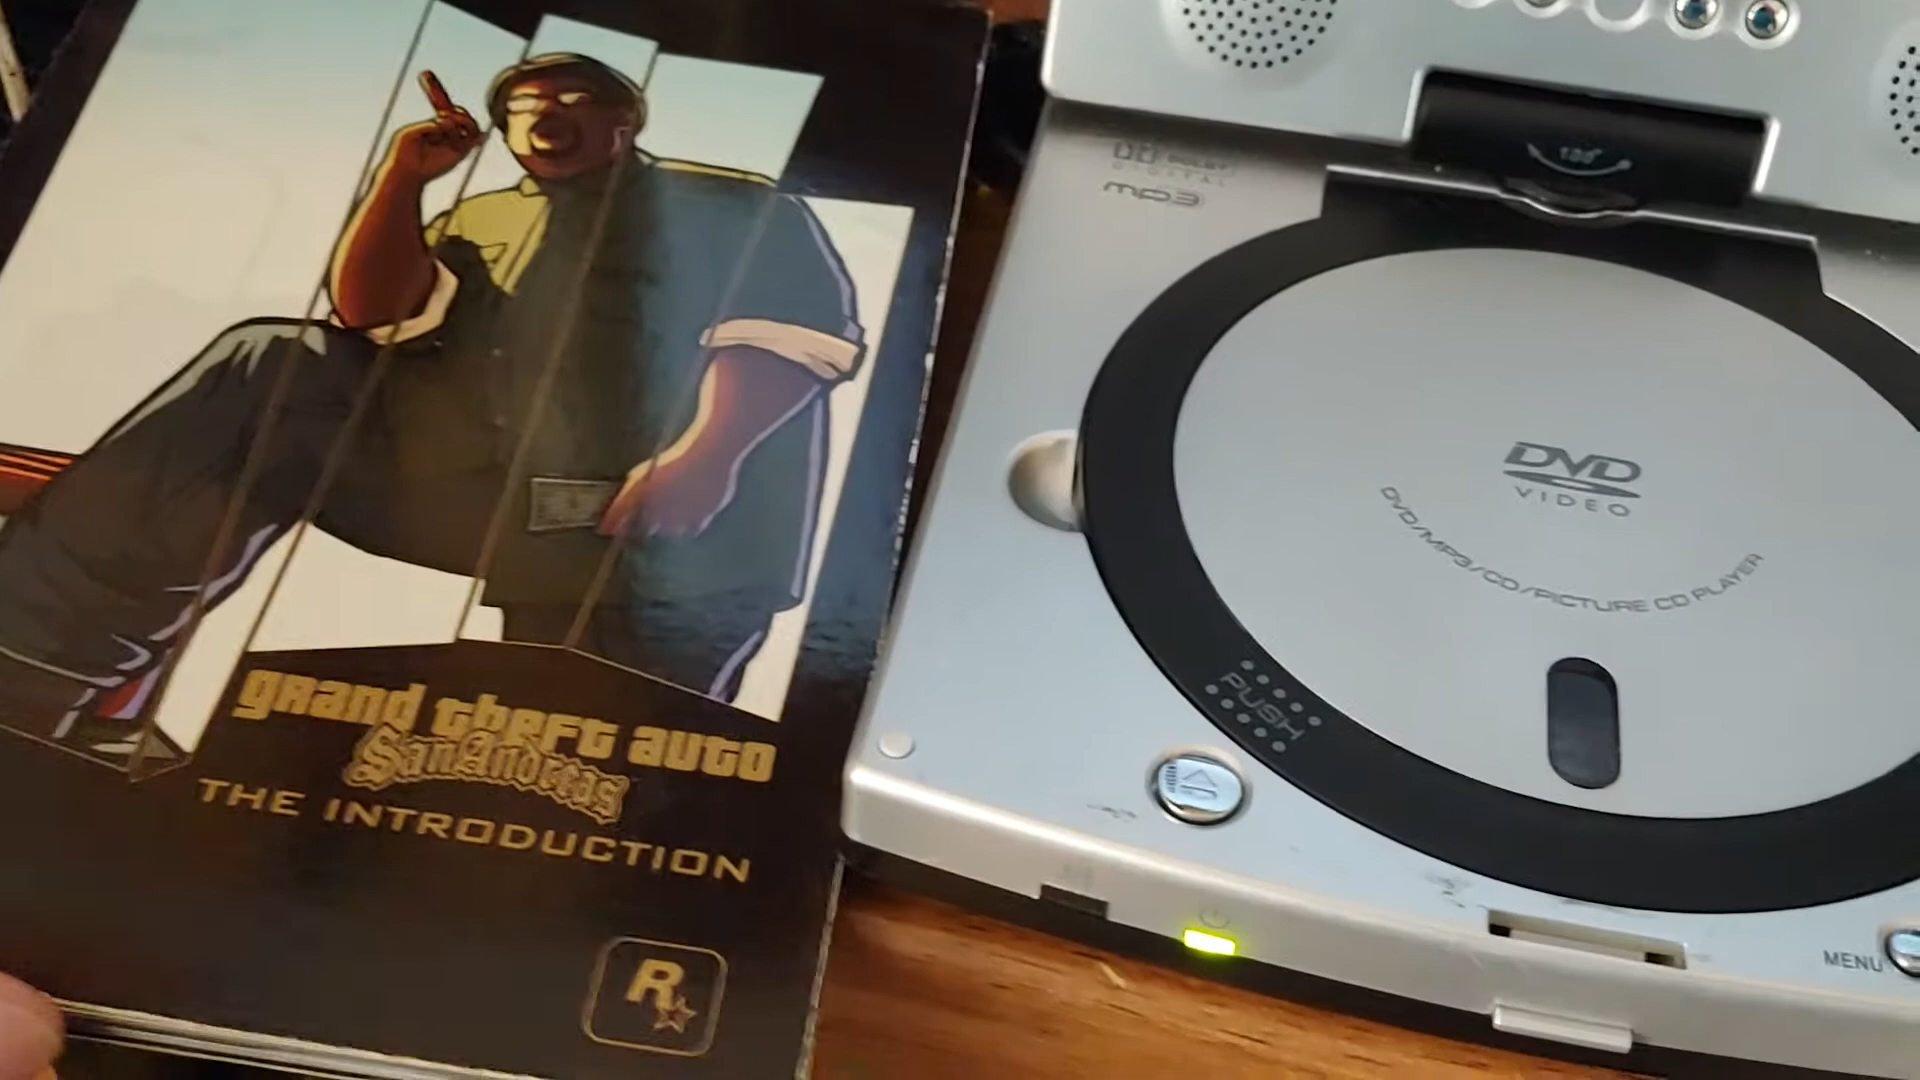 grand theft auto
San Andreas
THE INTRODUCTION
R
180°
DOLBY
DIGITAL
mp3
DVD
VIDEO
DVD/MP3/CD/PICTURE CD PLAYER
PUSH
MENU